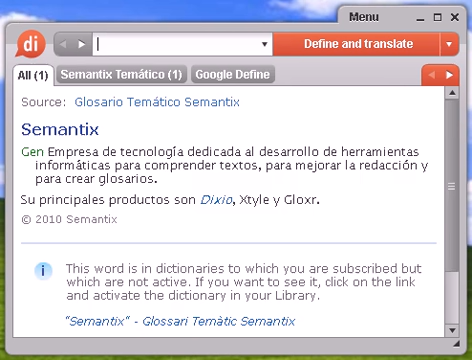 Menu
di
Define and translate
All (1)
Semantix Temático (1)
Google Define
Source: Glosario Temático Semantix
Semantix
Gen Empresa de tecnología dedicada al desarrollo de herramientas
informáticas para comprender textos, para mejorar la redacción y
para crear glosarios.
Su principales producto son Dixio, Xtyle y Gloxr.
© 2010 Semantix
i
This word is in dictionaries to which you are subscribed but
which are not active. If you want to see it, click on the link
and activate the dictionary in your Library.
"Semantix" - Glossari Temàtic Semantix